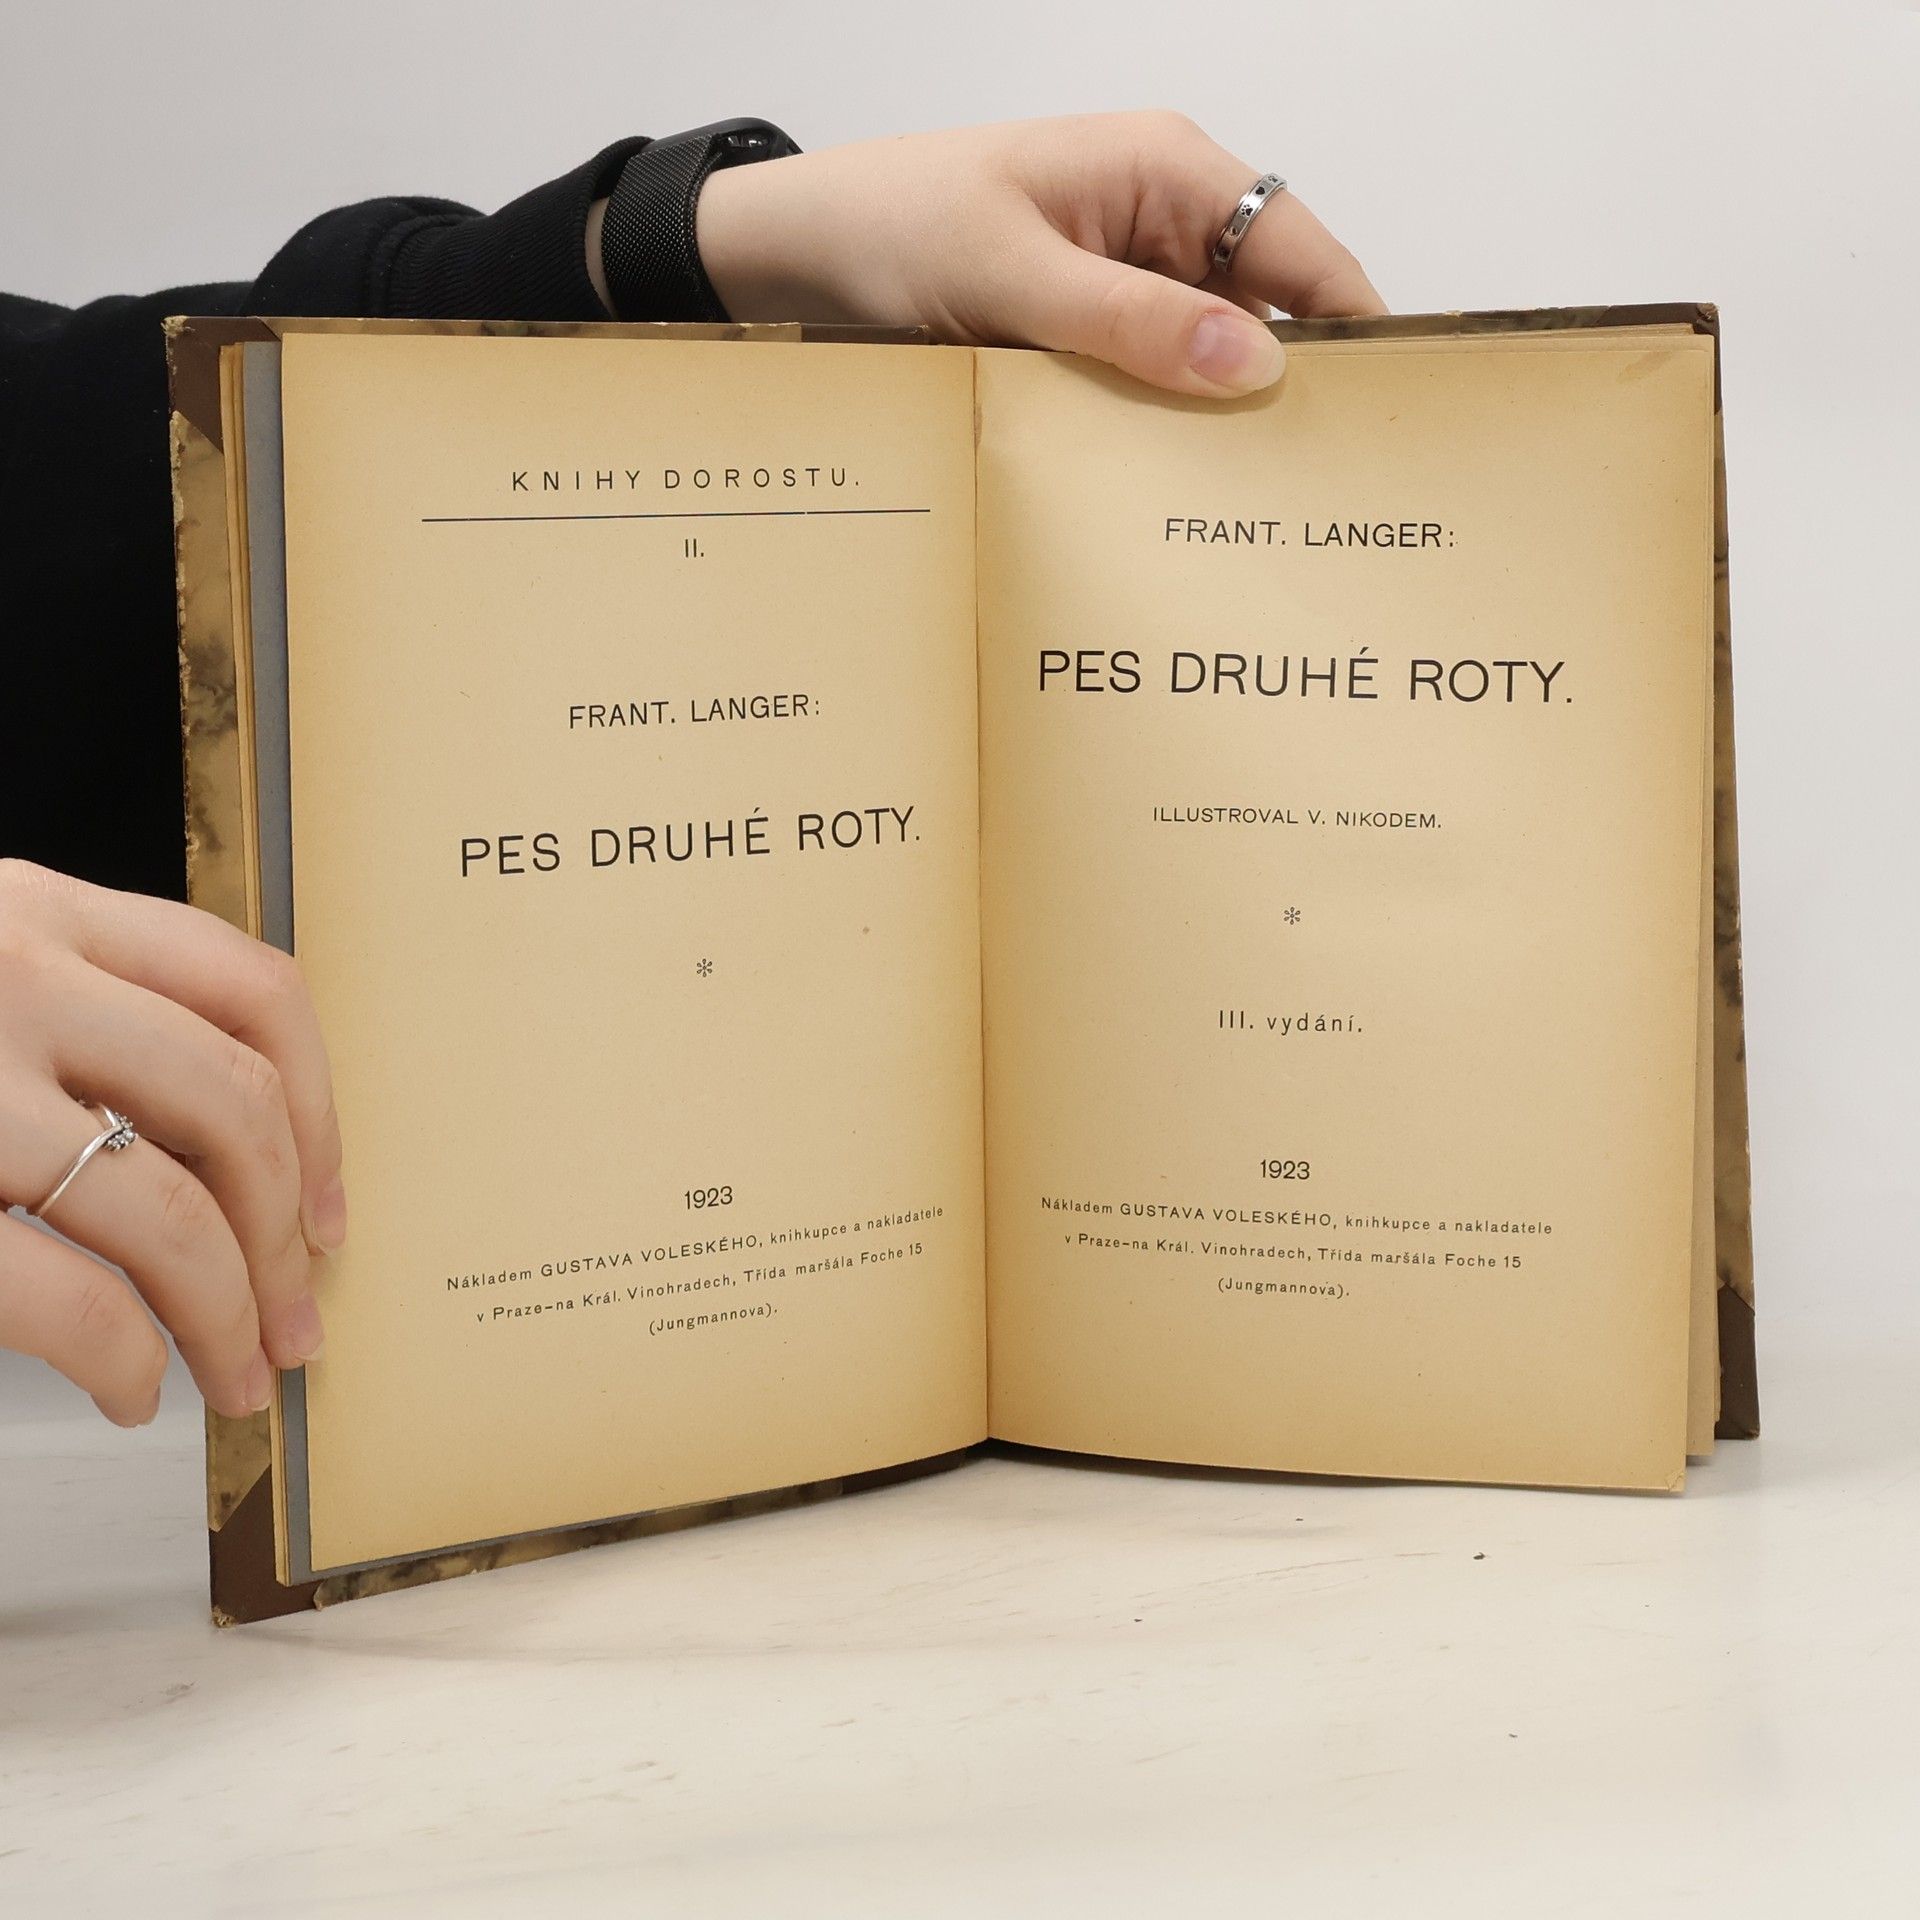 KNIHY DOROSTU.
II.
FRANT. LANGER:
PES DRUHÉ ROTY.
1923
Nákladem GUSTAVA VOLESKÉHO, knihkupce a nakladatele
v Praze-na Král. Vinohradech, Třída maršála Foche 15
(Jungmannova).
FRANT. LANGER:
PES DRUHÉ ROTY.
ILLUSTROVAL V. NIKODEM.
III. vydání.
1923
Nákladem GUSTAVA VOLESKÉHO, knihkupce a nakladatele
v Praze-na Král. Vinohradech, Třída maršála Foche 15
(Jungmannova).